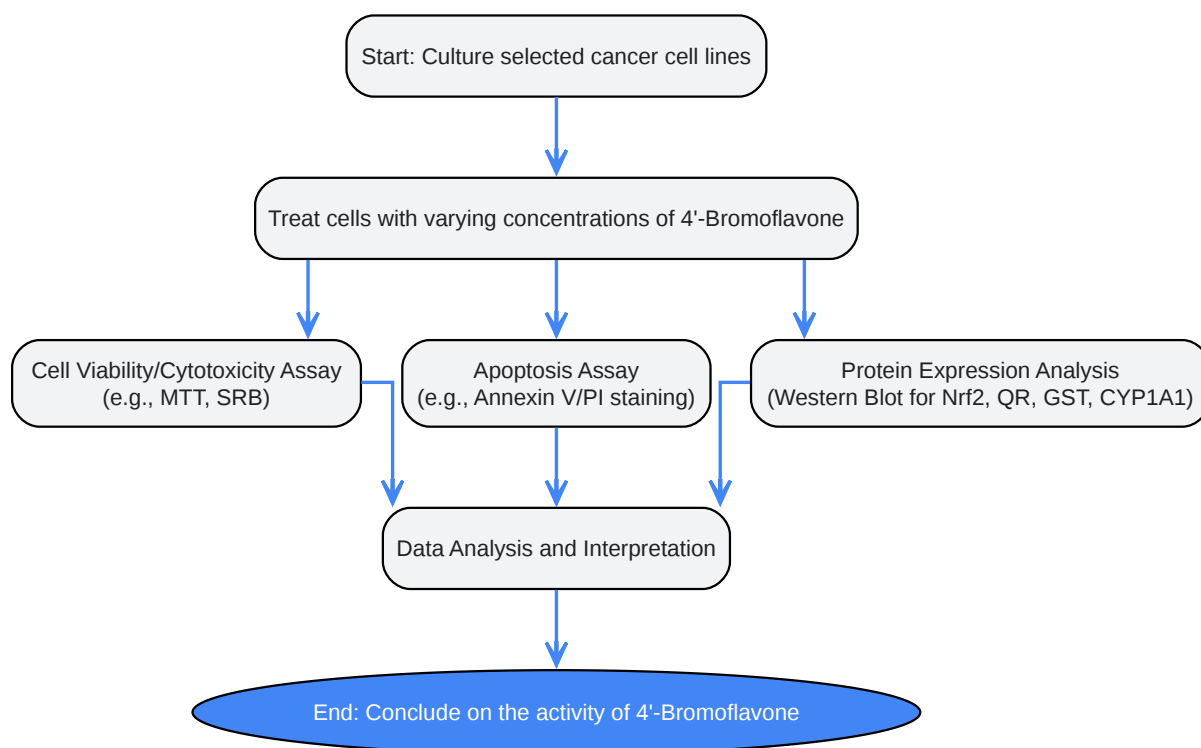 Start: Culture selected cancer cell lines
Treat cells with varying concentrations of 4'-Bromoflavone
Cell Viability/Cytotoxicity Assay
(e.g., MTT, SRB)
Apoptosis Assay
(e.g., Annexin V/PI staining)
Protein Expression Analysis
(Western Blot for Nrf2, QR, GST, CYP1A1)
Data Analysis and Interpretation
End: Conclude on the activity of 4'-Bromoflavone